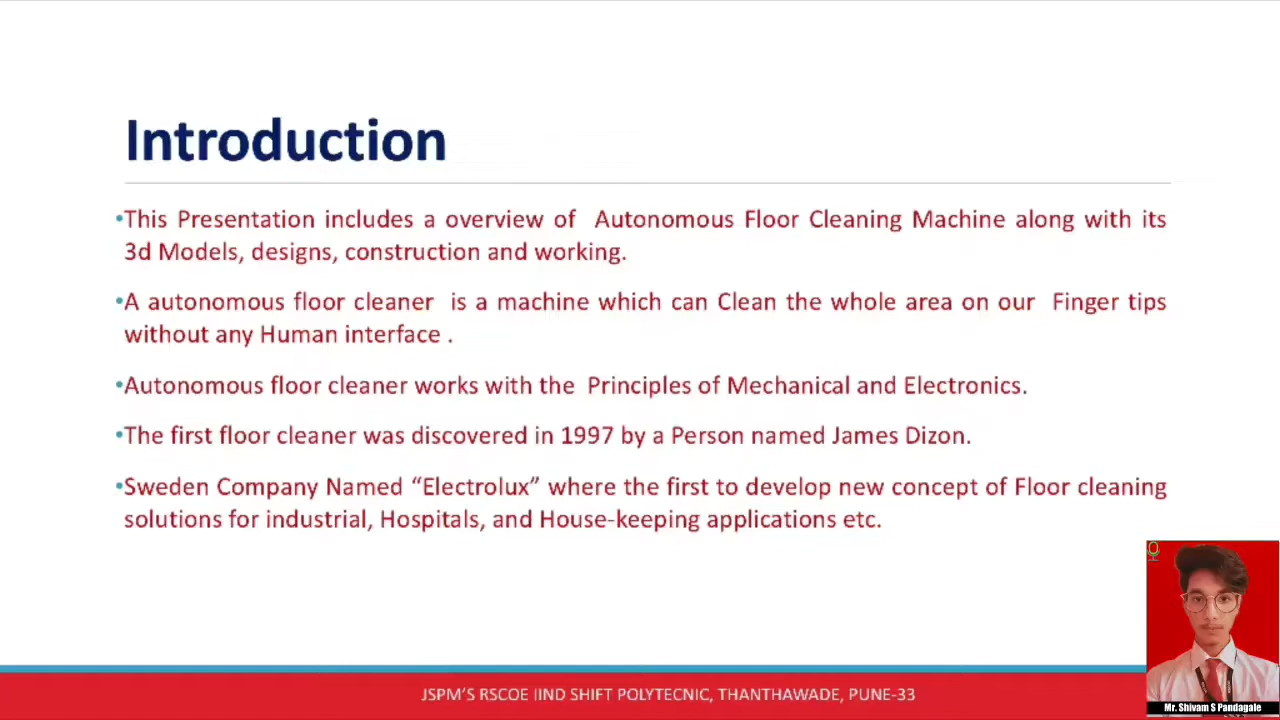 Introduction
•This Presentation includes a overview of Autonomous Floor Cleaning Machine along with its
3d Models, designs, construction and working.
•A autonomous floor cleaner is a machine which can Clean the whole area on our Finger tips
without any Human interface .
•Autonomous floor cleaner works with the Principles of Mechanical and Electronics.
•The first floor cleaner was discovered in 1997 by a Person named James Dizon.
•Sweden Company Named “Electrolux” where the first to develop new concept of Floor cleaning
solutions for industrial, Hospitals, and House-keeping applications etc.
JSPM’S RSCOE IIND SHIFT POLYTECNIC, THANTHAWADE, PUNE-33
Mr. Shivam S Pandagale